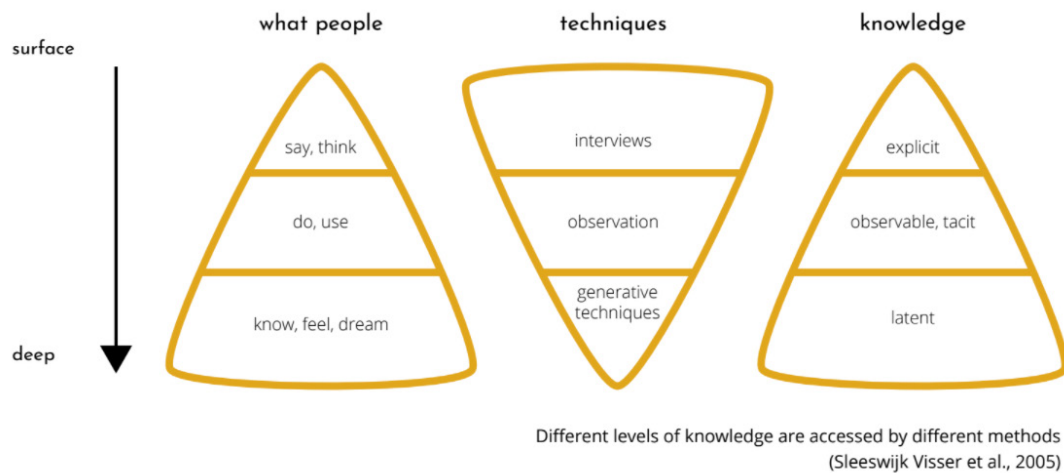 what people
techniques
knowledge
surface
say, think
interviews
explicit
do, use
observation
observable, tacit
know, feel, dream
generative
techniques
latent
deep
Different levels of knowledge are accessed by different methods
(Sleeswijk Visser et al., 2005)